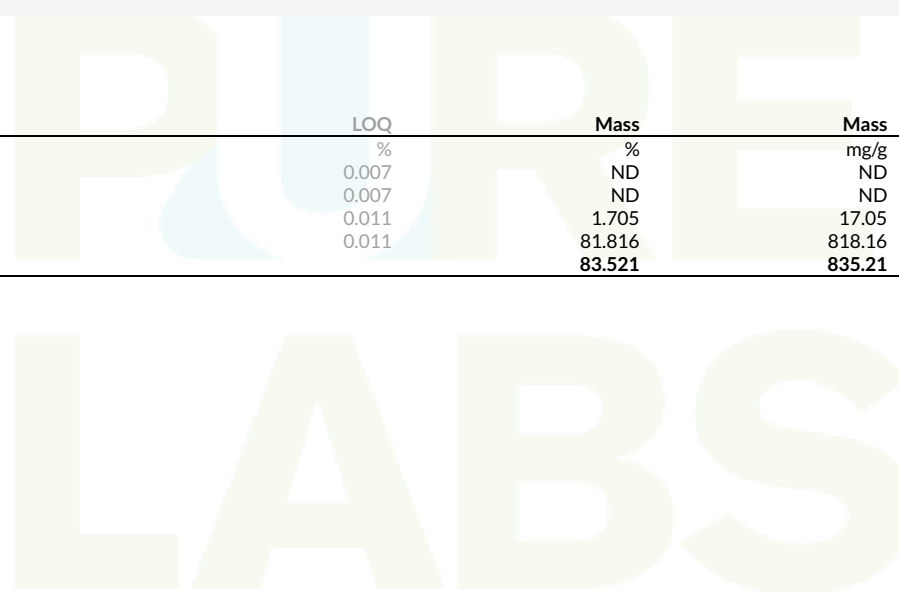 PURE
LOQ Mass Mass
% % mg/g
0.007 ND ND
0.007 ND ND
0.011 1.705 17.05
0.011 81.816 818.16
83.521 835.21
LABS